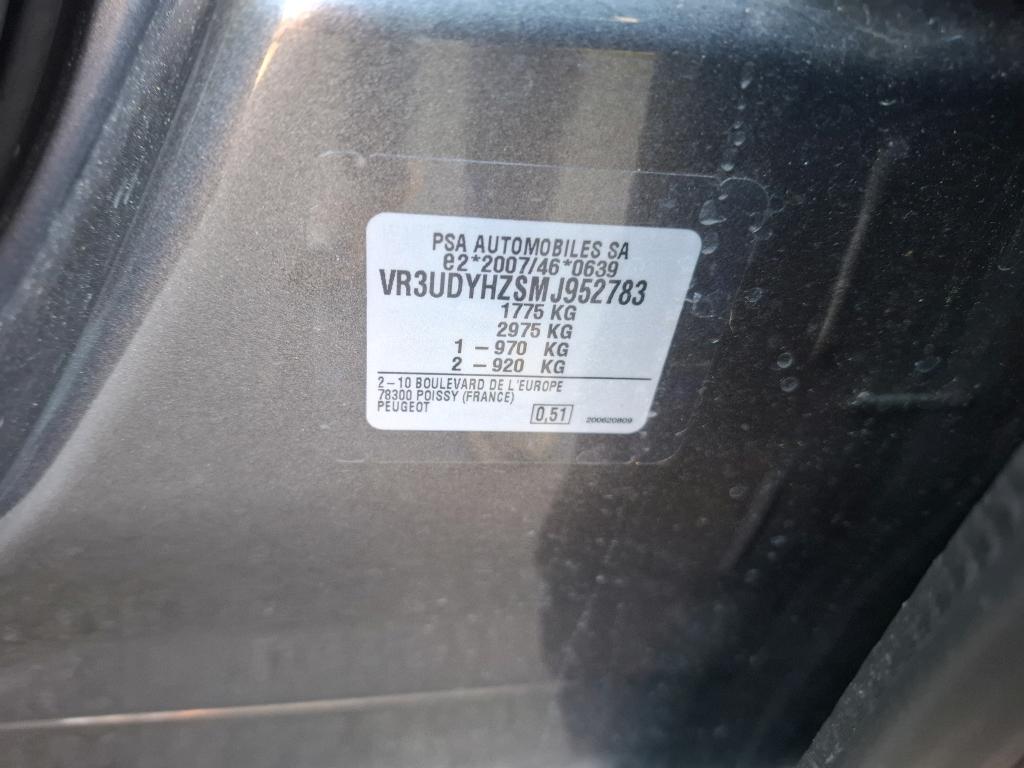 PSA AUTOMOBILES SA
e2*2007/46*0639
VR3UDYHZSMJ952783
1775 KG
2975 KG
1 – 970 KG
2 – 920 KG
2 – 10 BOULEVARD DE L'EUROPE
78300 POISSY (FRANCE)
PEUGEOT
0,51
200620809